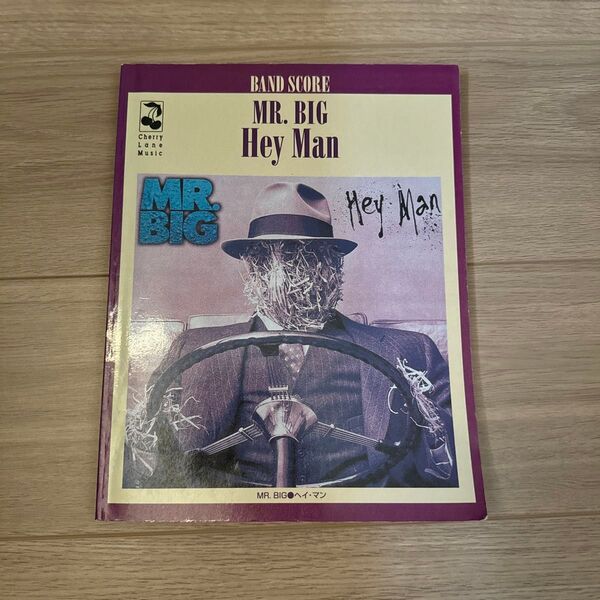 BAND SCORE
MR. BIG
Hey Man
Cherry
Lane
Music
MR.
BIG
Hey Man
MR. BIG●ヘイ・マン